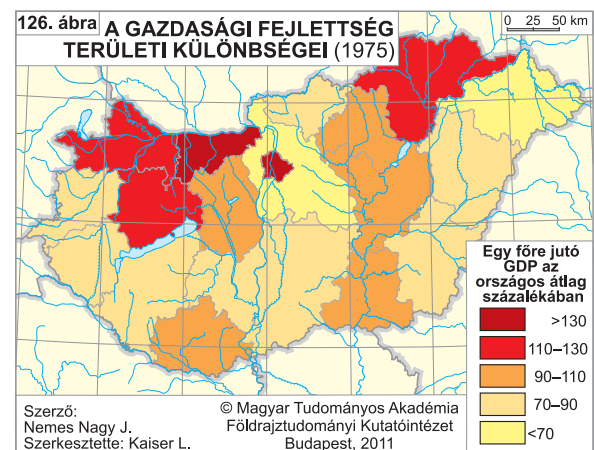 126. ábra
A GAZDASÁGI FEJLETTSÉG
TERÜLETI KÜLÖNBSÉGEI (1975)
0 25 50 km
Egy főre jutó
GDP az
országos átlag
százalékában
>130
110–130
90–110
70–90
<70
Szerző:
Nemes Nagy J.
Szerkesztette: Kaiser L.
© Magyar Tudományos Akadémia
Földrajztudományi Kutatóintézet
Budapest, 2011